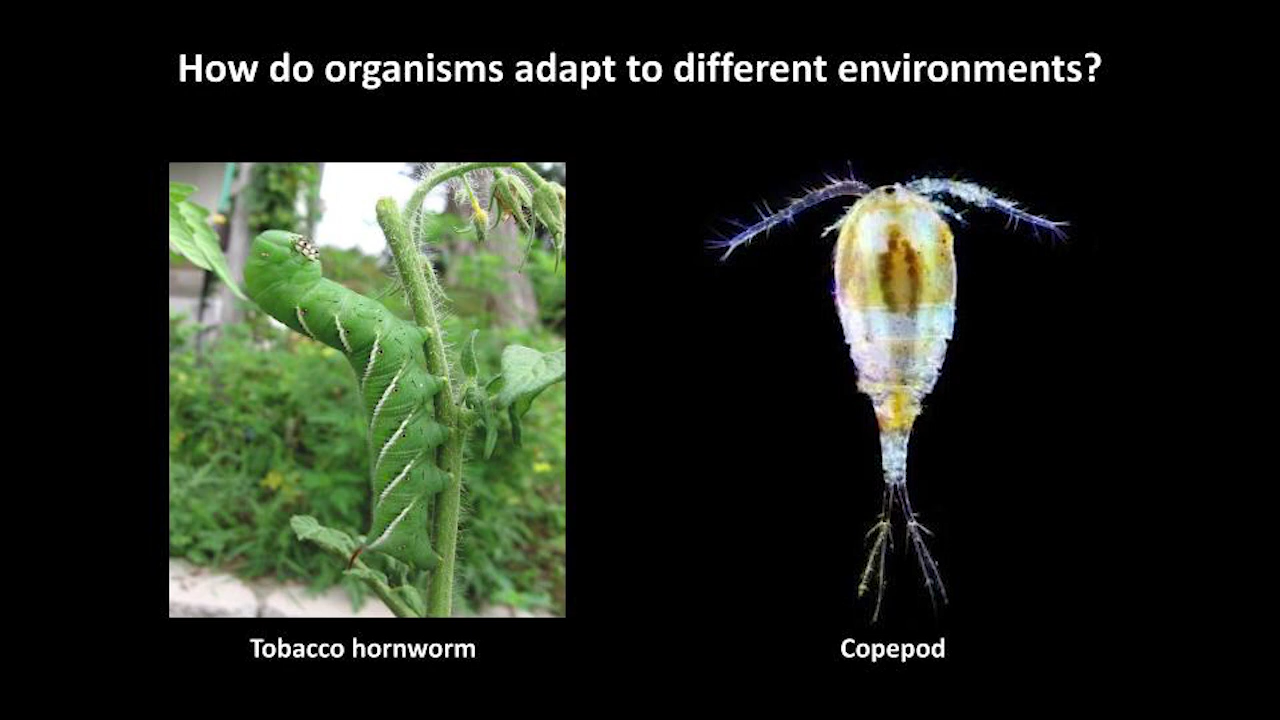 How do organisms adapt to different environments?
Tobacco hornworm
Copepod